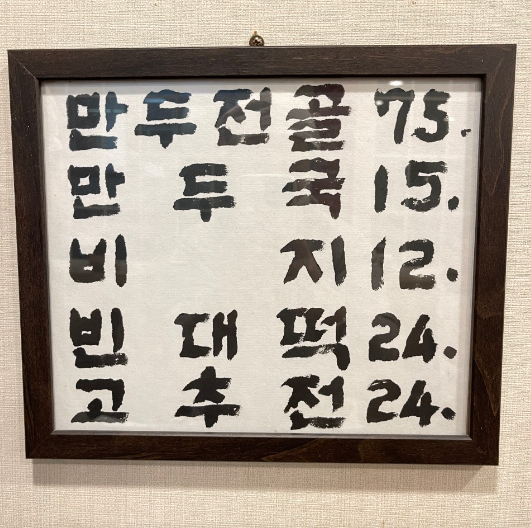 만두전골 75.
만두국 15.
비지 12.
빈대떡 24.
고추전 24.